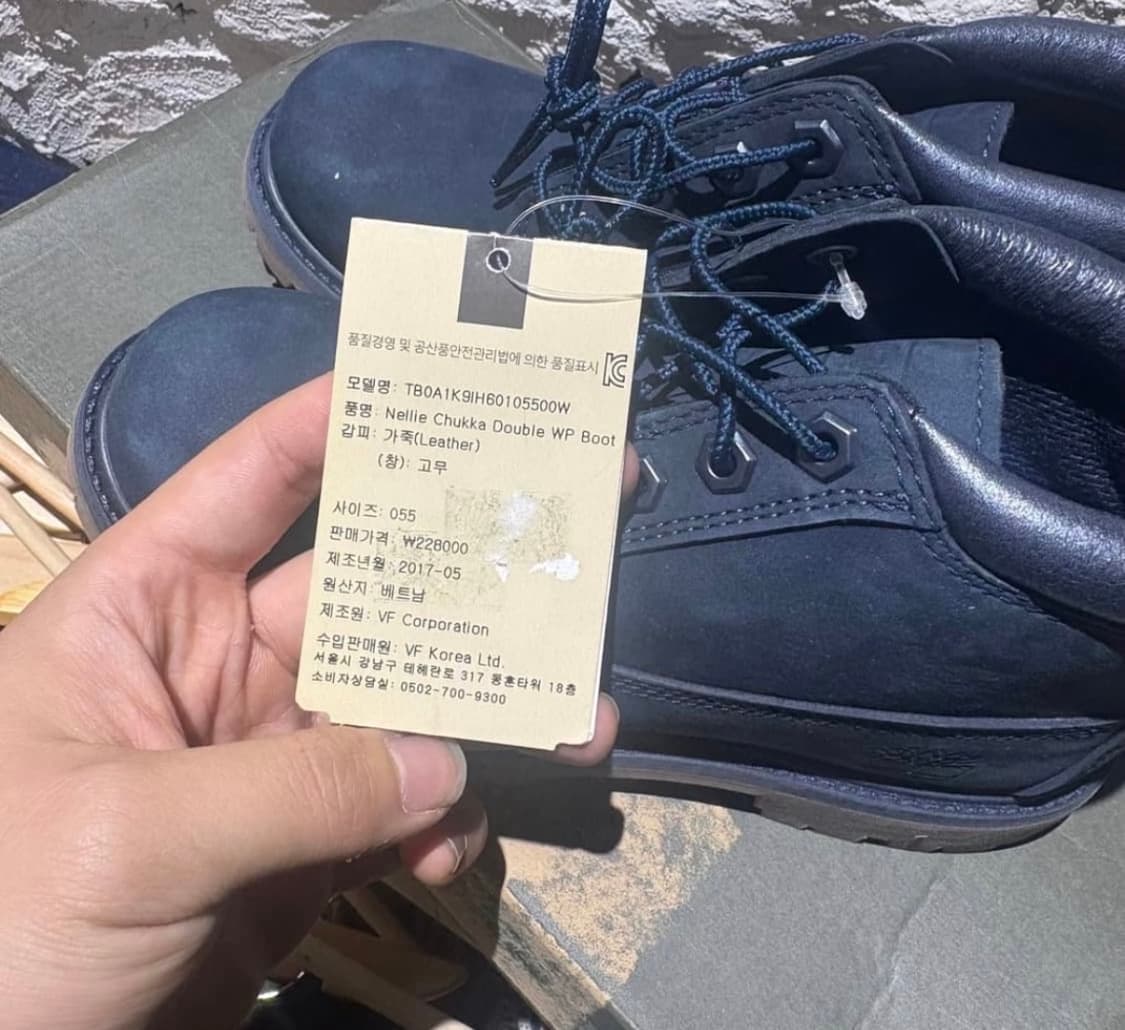 품질경영 및 공산품안전관리법에 의한 품질표시
모델명: TB0A1K9IH60105500W
품명: Nellie Chukka Double WP Boot
갑피: 가죽(Leather)
(창): 고무
사이즈: 055
판매가격: ₩228000
제조년월: 2017-05
원산지: 베트남
제조원: VF Corporation
수입판매원: VF Korea Ltd.
서울시 강남구 테헤란로 317 동훈타워 18층
소비자상담실: 0502-700-9300